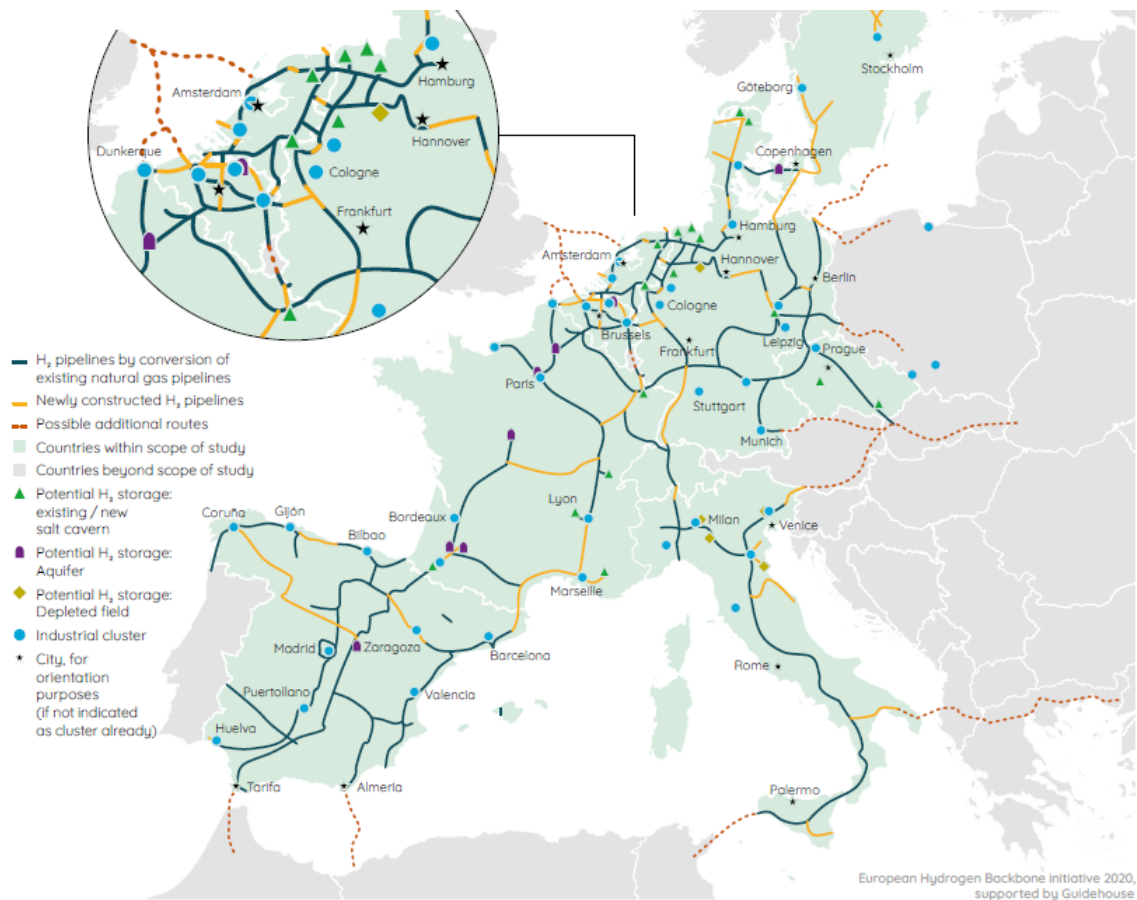 Amsterdam
Hamburg
Hannover
Dunkerque
Cologne
Frankfurt
Stockholm
Göteborg
Copenhagen
Hamburg
Amsterdam
Hannover
Berlin
Cologne
Brussels
Leipzig
Frankfurt
Prague
Paris
Stuttgart
Munich
Lyon
Bordeaux
Milan
Venice
Coruña
Gijón
Bilbao
Marseille
Madrid
Zaragoza
Barcelona
Rome
Puertollano
Valencia
Huelva
Tarifa
Almeria
Palermo
H₂ pipelines by conversion of
existing natural gas pipelines
Newly constructed H₂ pipelines
Possible additional routes
Countries within scope of study
Countries beyond scope of study
Potential H₂ storage:
existing / new
salt cavern
Potential H₂ storage:
Aquifer
Potential H₂ storage:
Depleted field
Industrial cluster
City, for
orientation
purposes
(if not indicated
as cluster already)
European Hydrogen Backbone initiative 2020,
supported by Guidehouse